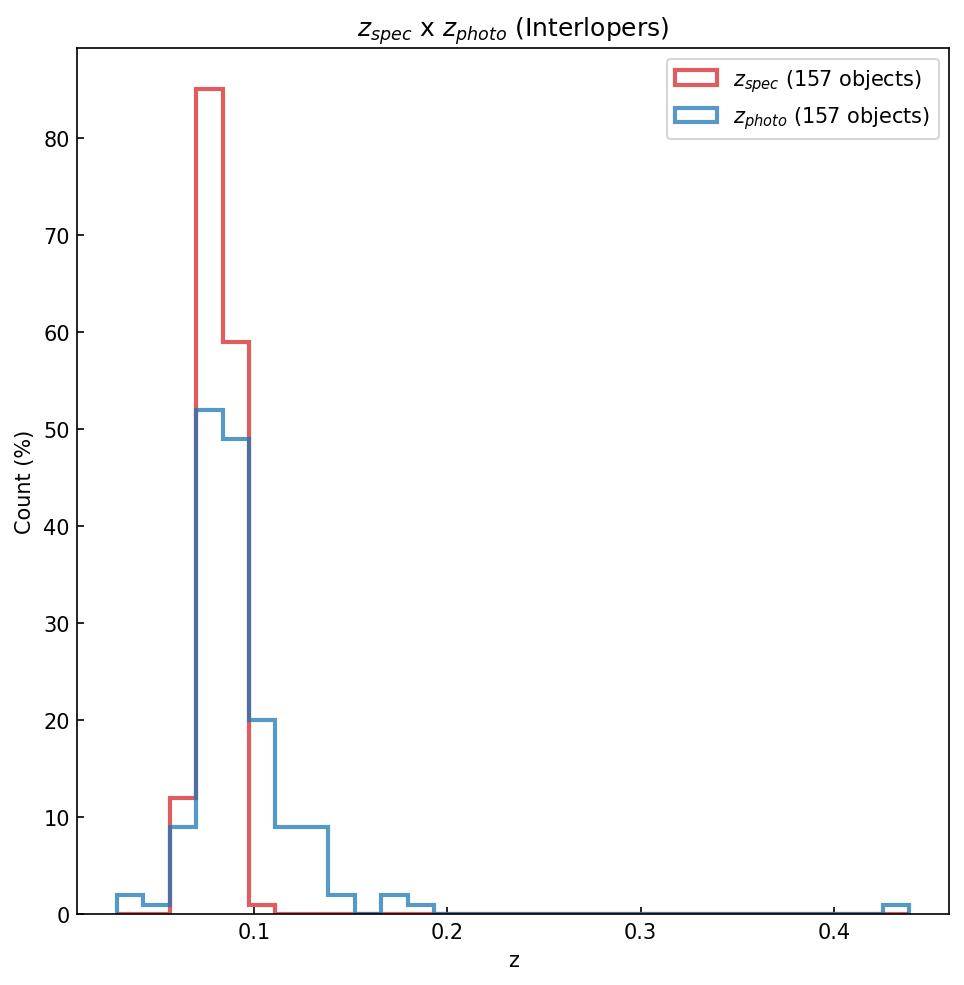 z_spec x z_photo (Interlopers)
z_spec (157 objects)
z_photo (157 objects)
Count (%)
80
70
60
50
40
30
20
10
0
0.1 0.2 0.3 0.4
z